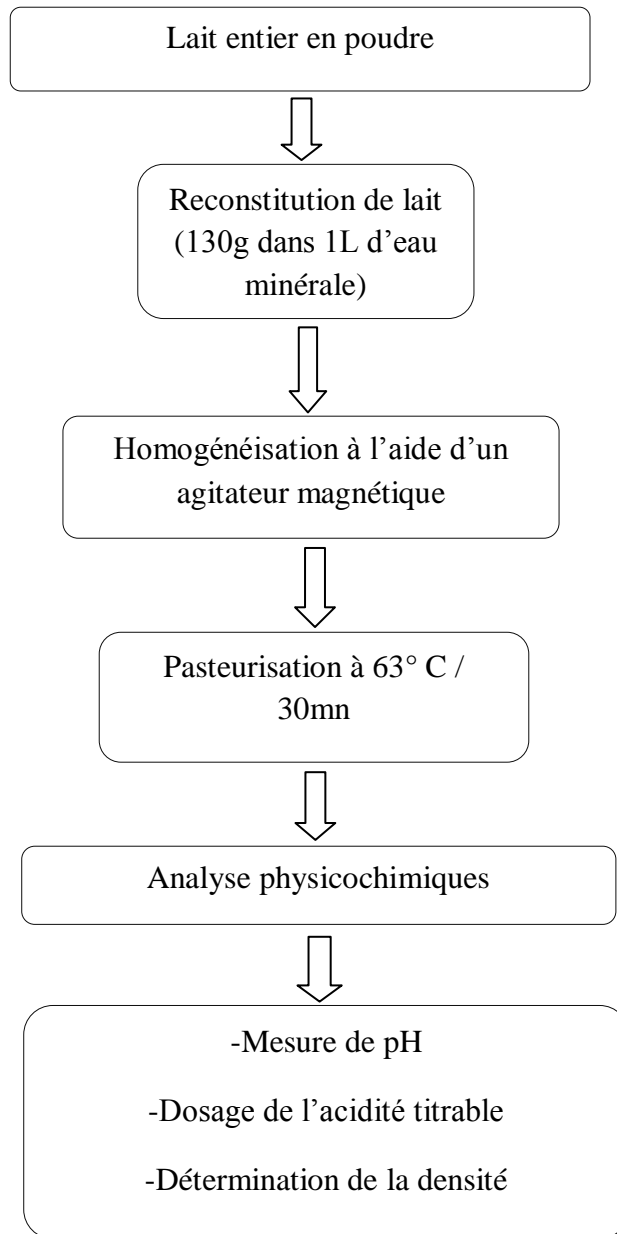 Lait entier en poudre
Reconstitution de lait
(130g dans 1L d’eau
minérale)
Homogénéisation à l’aide d’un
agitateur magnétique
Pasteurisation à 63° C /
30mn
Analyse physicochimiques
-Mesure de pH
-Dosage de l’acidité titrable
-Détermination de la densité